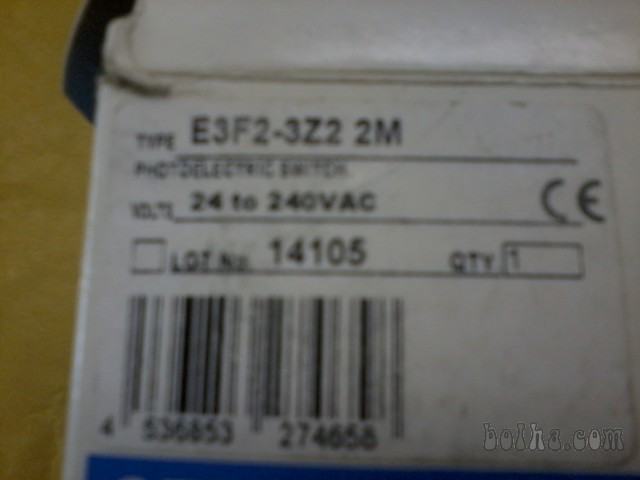 TYPE E3F2-3Z2 2M
PHOTOELECTRIC SWITCH
VOLTS 24 to 240VAC
CE
LOT No. 14105 QTY 1
4 536853 274658
bolha.com